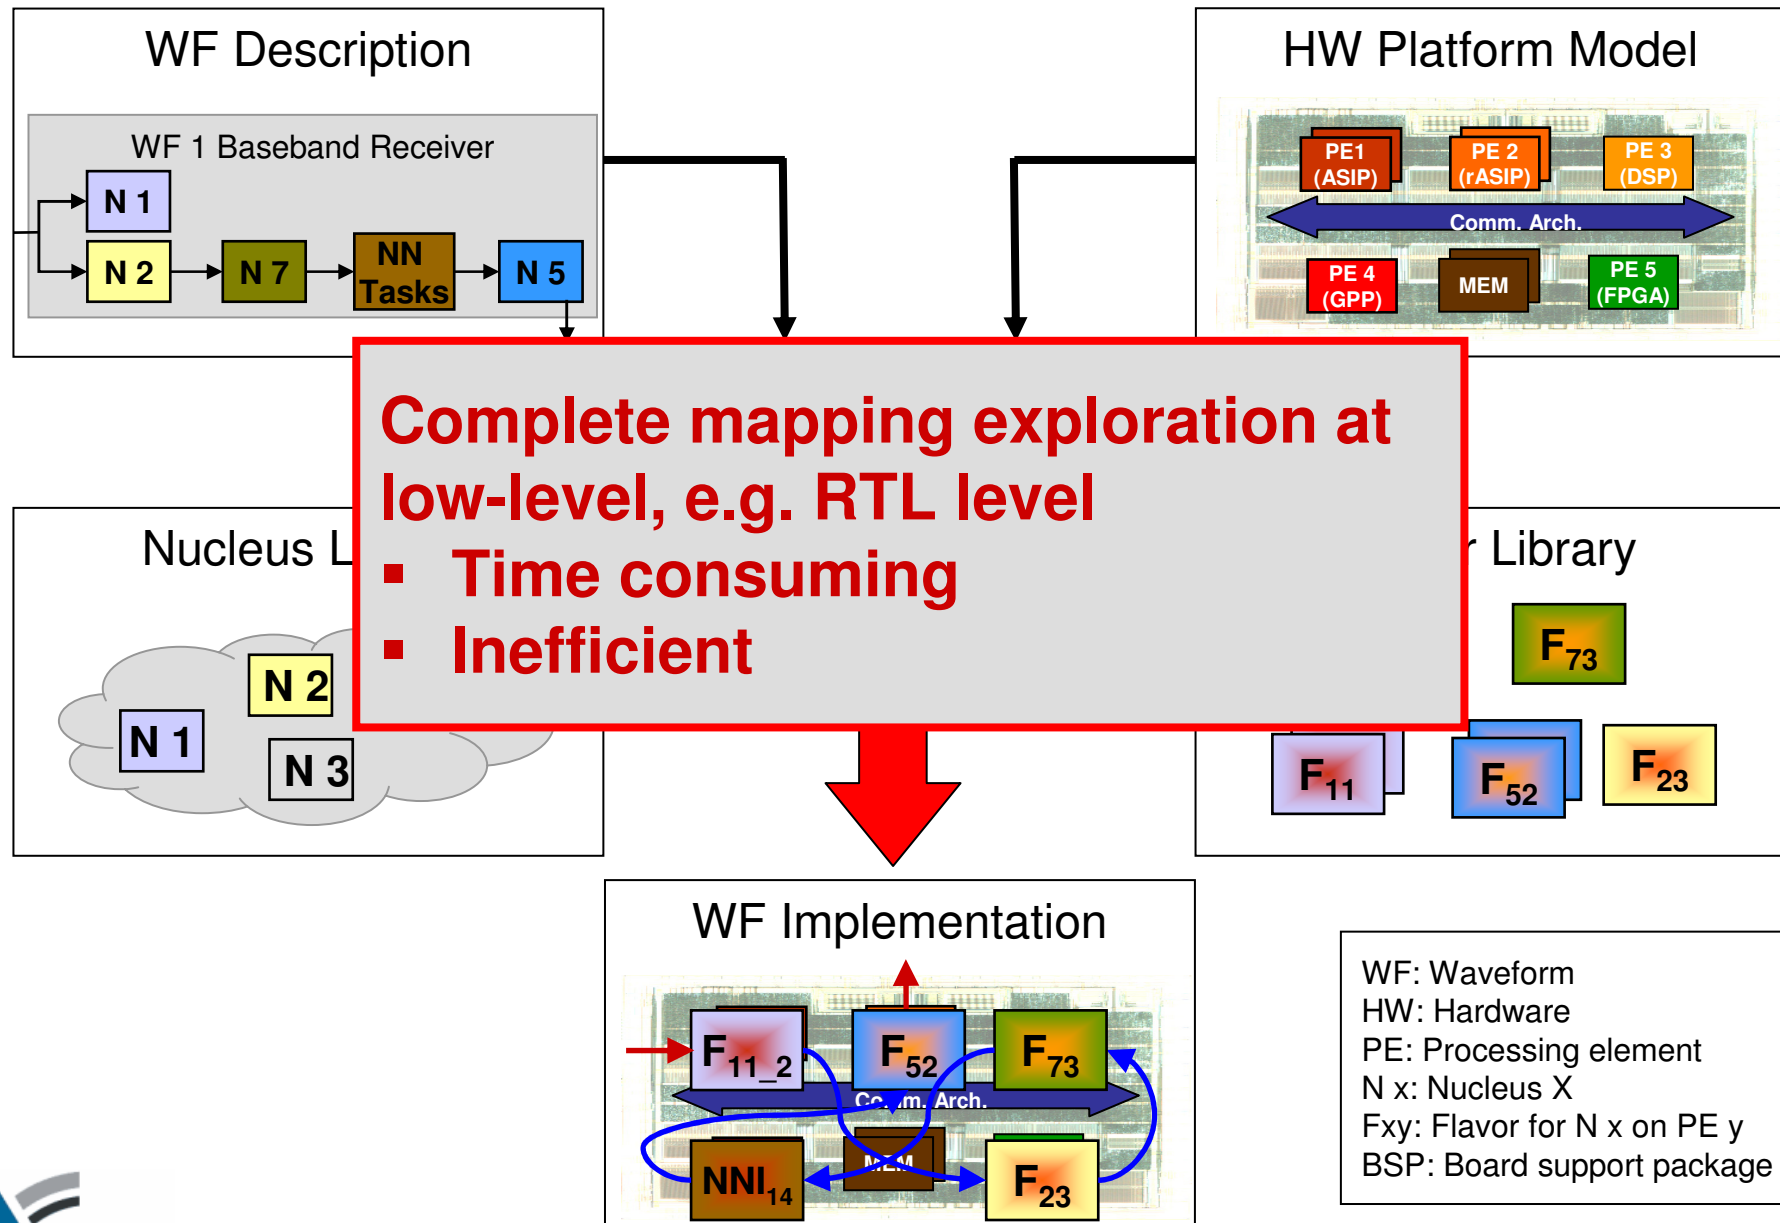 WF Description
WF 1 Baseband Receiver
N 1
N 2
N 7
NN
Tasks
N 5
HW Platform Model
PE1
(ASIP)
PE 2
(rASIP)
PE 3
(DSP)
Comm. Arch.
PE 4
(GPP)
MEM
PE 5
(FPGA)
Complete mapping exploration at
low-level, e.g. RTL level
▪ Time consuming
▪ Inefficient
Nucleus L
N 2
N 1
N 3
r Library
F73
F11
F52
F23
WF Implementation
F11_2
F52
F73
Comm. Arch.
NNI14
MEM
F23
WF: Waveform
HW: Hardware
PE: Processing element
N x: Nucleus X
Fxy: Flavor for N x on PE y
BSP: Board support package